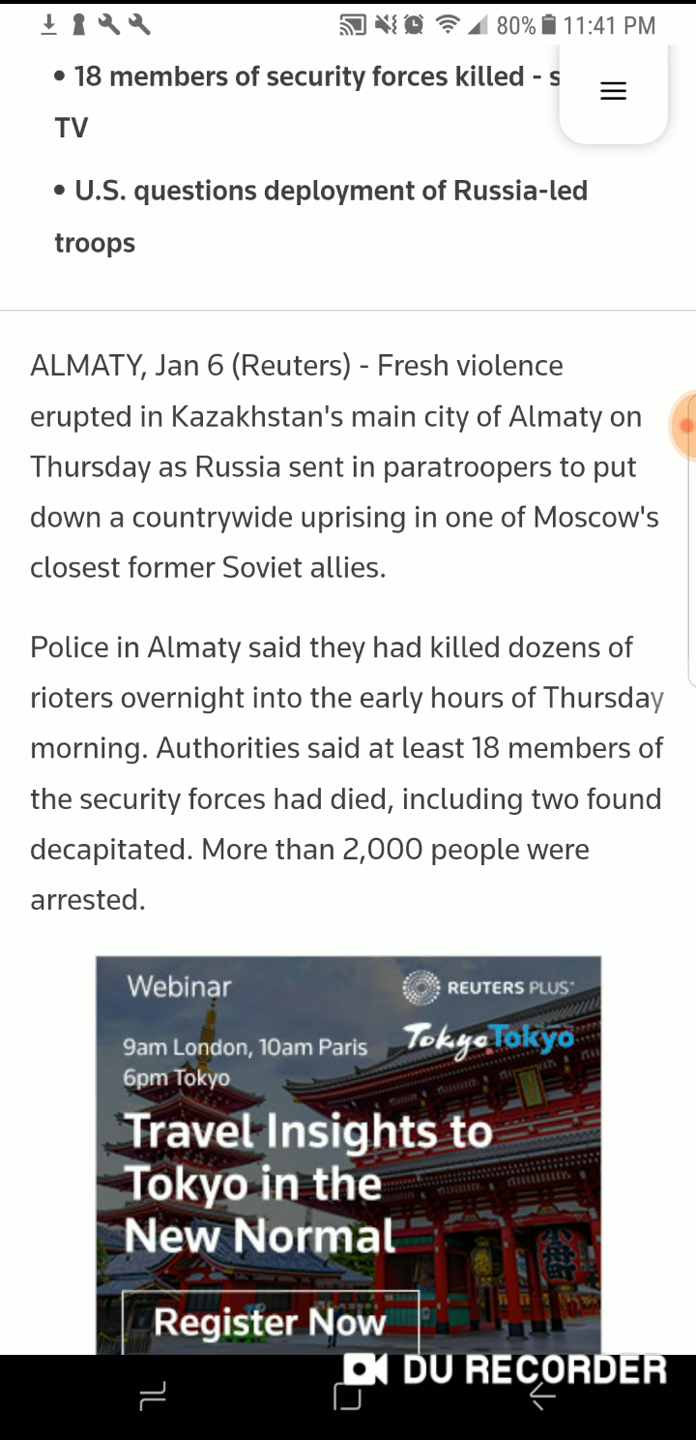 80% 11:41 PM
• 18 members of security forces killed - s
TV
• U.S. questions deployment of Russia-led
troops
ALMATY, Jan 6 (Reuters) - Fresh violence
erupted in Kazakhstan's main city of Almaty on
Thursday as Russia sent in paratroopers to put
down a countrywide uprising in one of Moscow's
closest former Soviet allies.
Police in Almaty said they had killed dozens of
rioters overnight into the early hours of Thursday
morning. Authorities said at least 18 members of
the security forces had died, including two found
decapitated. More than 2,000 people were
arrested.
Webinar
REUTERS PLUS
Tokyo Tokyo
9am London, 10am Paris
6pm Tokyo
Travel Insights to
Tokyo in the
New Normal
Register Now
DU RECORDER